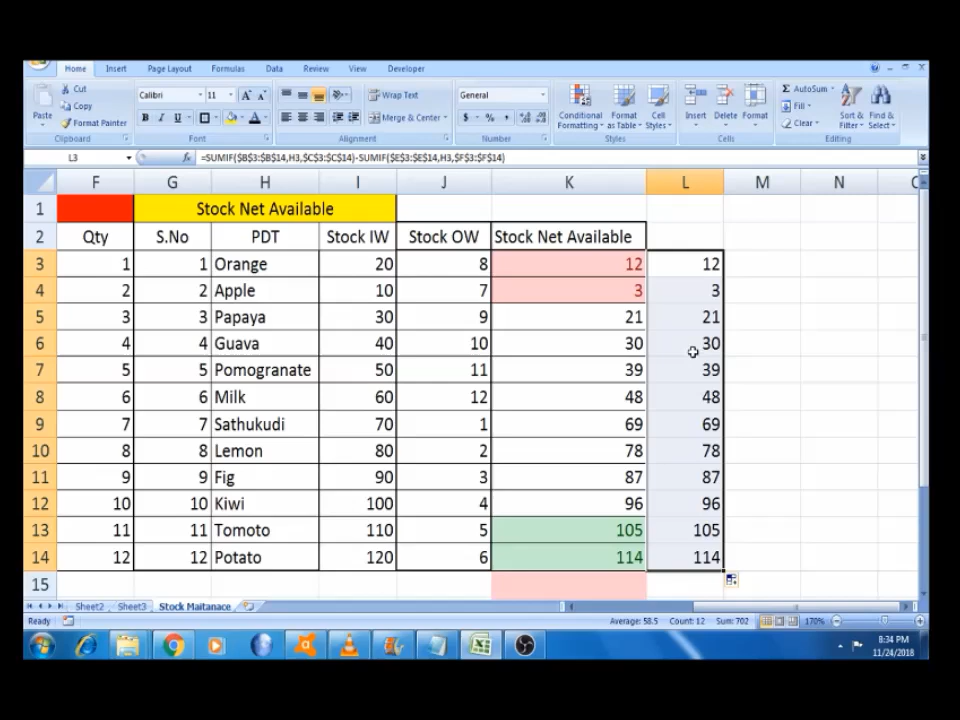 Home Insert Page Layout Formulas Data Review View Developer
Cut
Copy
Format Painter
Paste
Clipboard
Calibri 11
B I U
Font
Wrap Text
Merge & Center
Alignment
General
$ % ,
Number
Conditional Formatting
Format as Table
Cell Styles
Styles
Insert Delete Format
Cells
Σ AutoSum
Fill
Clear
Sort & Filter
Find & Select
Editing
L3 fx =SUMIF($B$3:$B$14,H3,$C$3:$C$14)-SUMIF($E$3:$E$14,H3,$F$3:$F$14)
F G H I J K L M N
1 Stock Net Available
2 Qty S.No PDT Stock IW Stock OW Stock Net Available
3 1 1 Orange 20 8 12 12
4 2 2 Apple 10 7 3 3
5 3 3 Papaya 30 9 21 21
6 4 4 Guava 40 10 30 30
7 5 5 Pomogranate 50 11 39 39
8 6 6 Milk 60 12 48 48
9 7 7 Sathukudi 70 1 69 69
10 8 8 Lemon 80 2 78 78
11 9 9 Fig 90 3 87 87
12 10 10 Kiwi 100 4 96 96
13 11 11 Tomoto 110 5 105 105
14 12 12 Potato 120 6 114 114
15
Sheet2 Sheet3 Stock Maitanace
Ready Average: 58.5 Count: 12 Sum: 702 170%
8:34 PM
11/24/2018